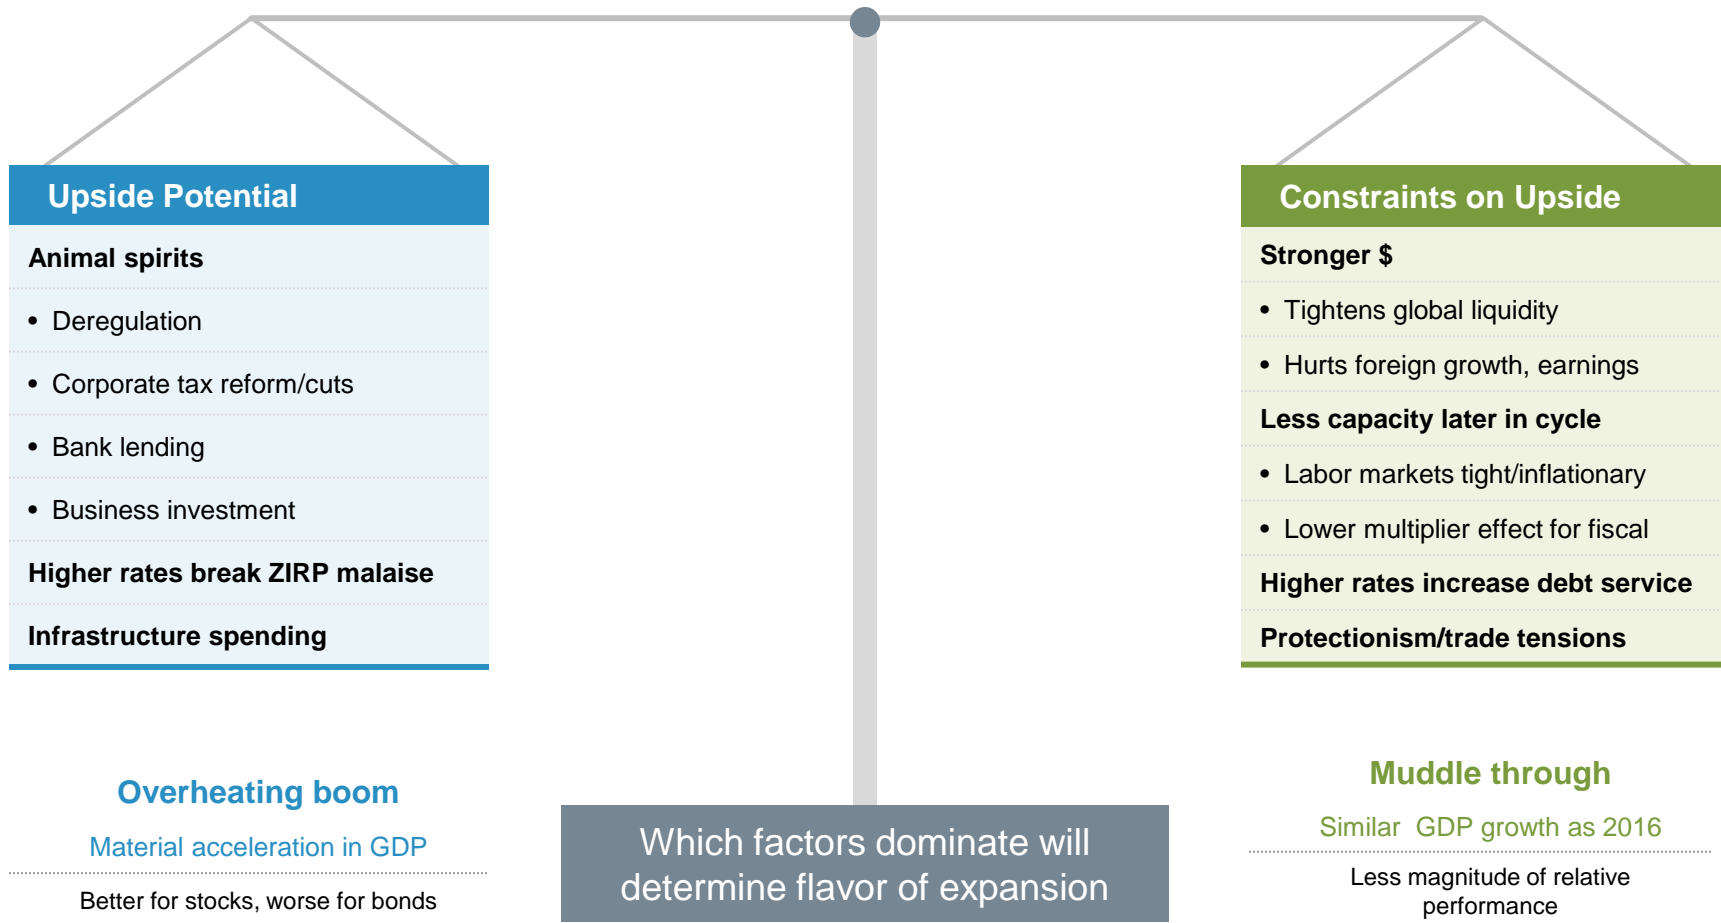 Upside Potential
Animal spirits
• Deregulation
• Corporate tax reform/cuts
• Bank lending
• Business investment
Higher rates break ZIRP malaise
Infrastructure spending
Overheating boom
Material acceleration in GDP
Better for stocks, worse for bonds
Which factors dominate will
determine flavor of expansion
Constraints on Upside
Stronger $
• Tightens global liquidity
• Hurts foreign growth, earnings
Less capacity later in cycle
• Labor markets tight/inflationary
• Lower multiplier effect for fiscal
Higher rates increase debt service
Protectionism/trade tensions
Muddle through
Similar GDP growth as 2016
Less magnitude of relative
performance